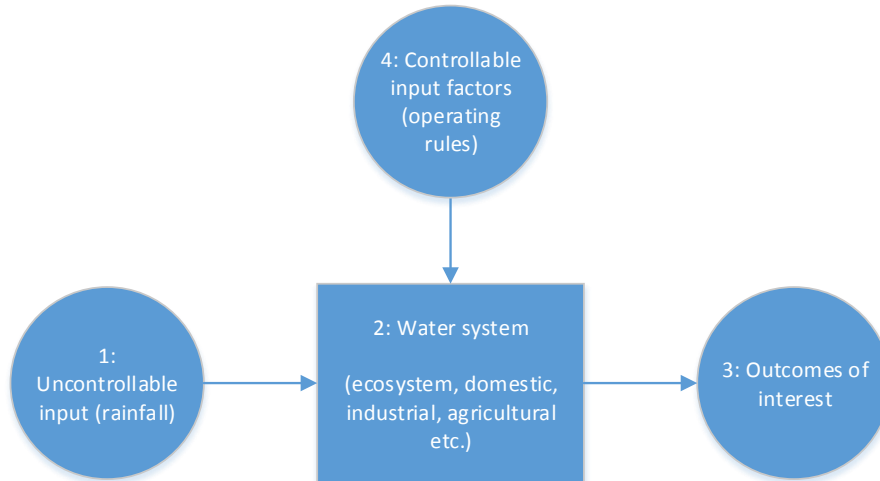 4: Controllable
input factors
(operating
rules)
1:
Uncontrollable
input (rainfall)
2: Water system
(ecosystem, domestic,
industrial, agricultural
etc.)
3: Outcomes of
interest